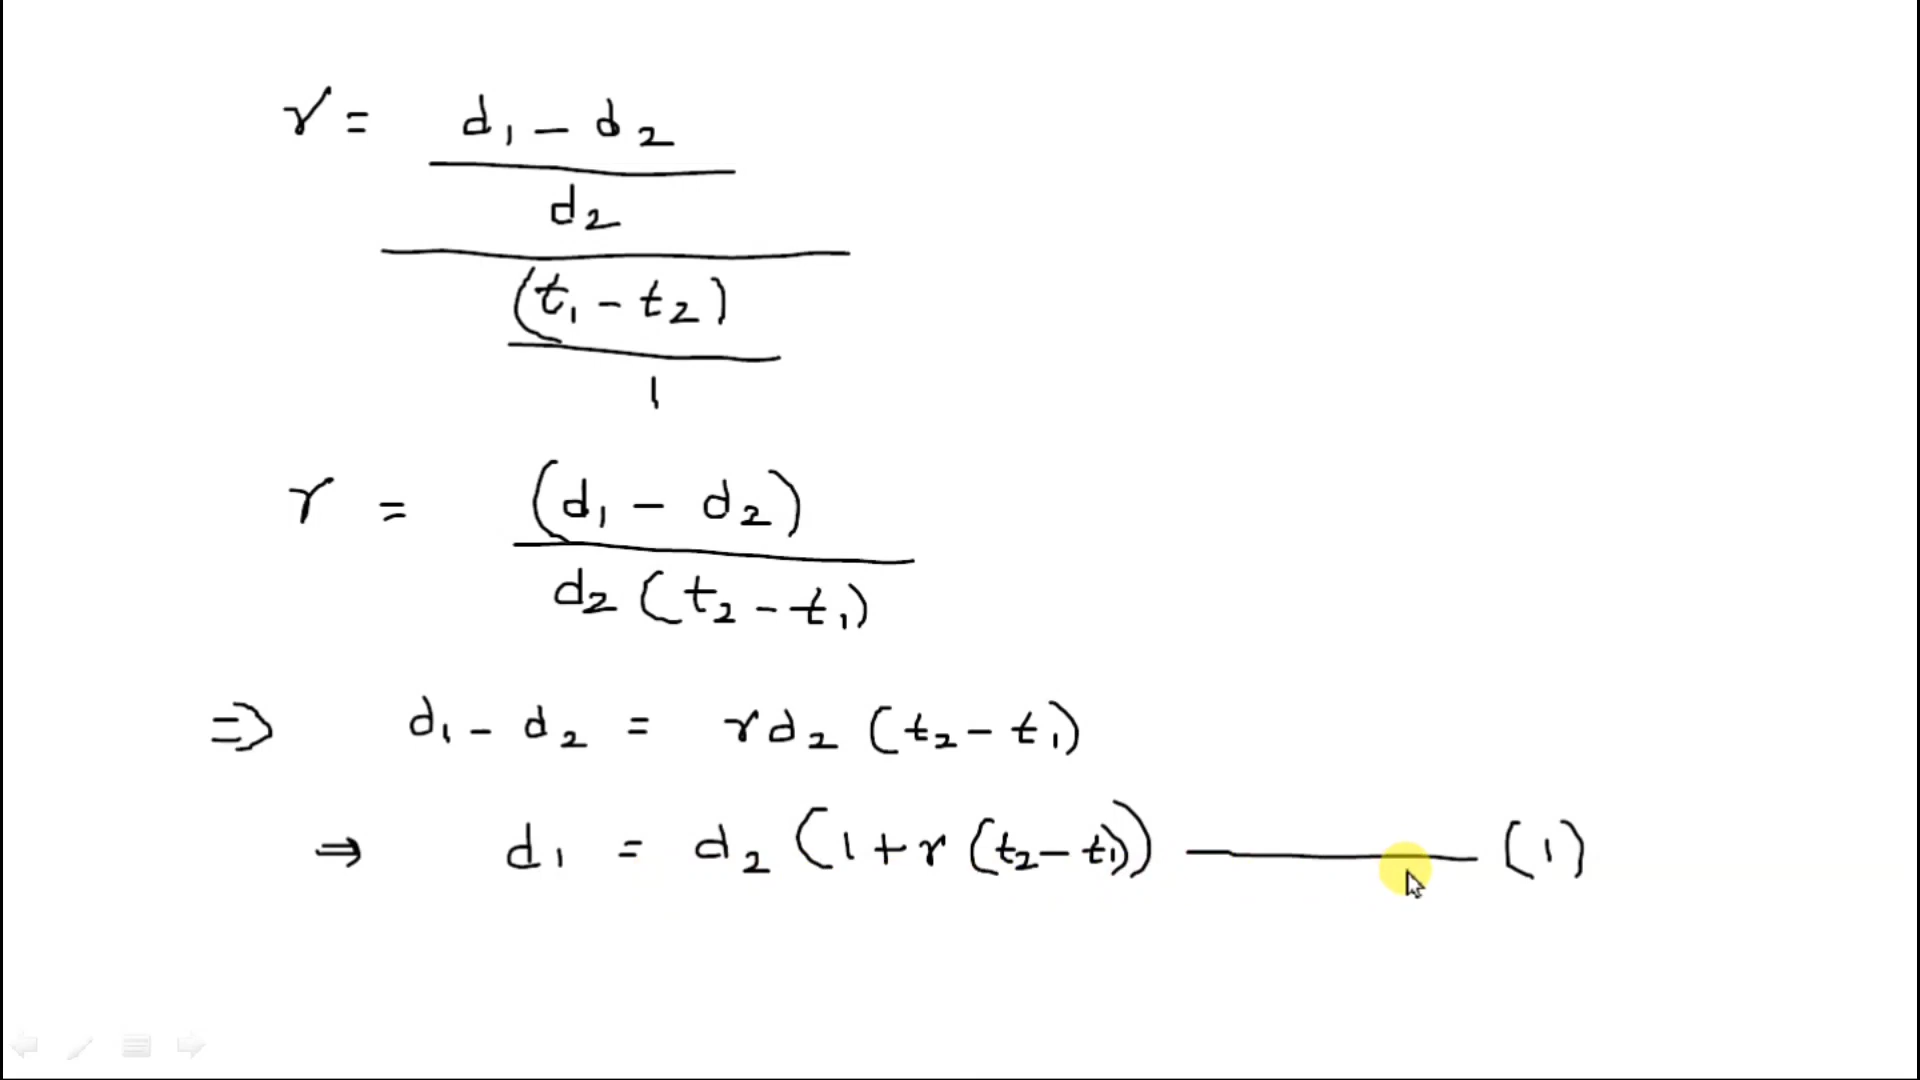 r = d₁ - d₂
d₂
(t₁ - t₂)
1
r = (d₁ - d₂)
d₂ (t₂ - t₁)
⇒ d₁ - d₂ = r d₂ (t₂ - t₁)
⇒ d₁ = d₂ (1 + r (t₂ - t₁)) ——— (1)